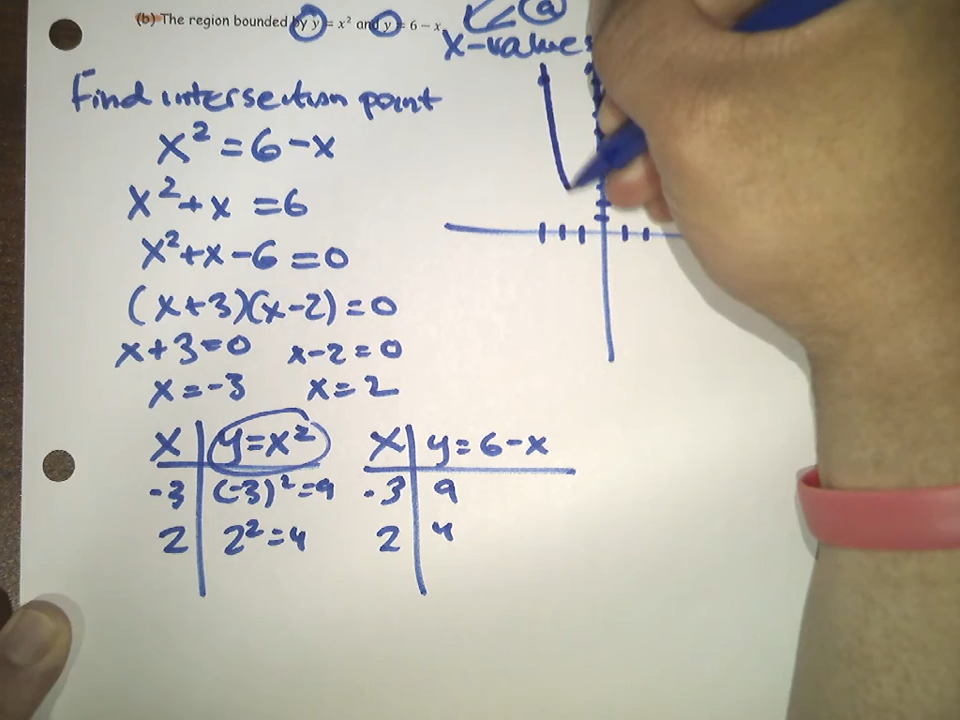 (b) The region bounded by y = x² and y = 6 − x
x-values
Find intersection point
x² = 6 - x
x² + x = 6
x² + x - 6 = 0
(x + 3)(x - 2) = 0
x + 3 = 0 x - 2 = 0
x = -3 x = 2
x y = x² x y = 6 - x
-3 (-3)² = 9 -3 9
2 2² = 4 2 4